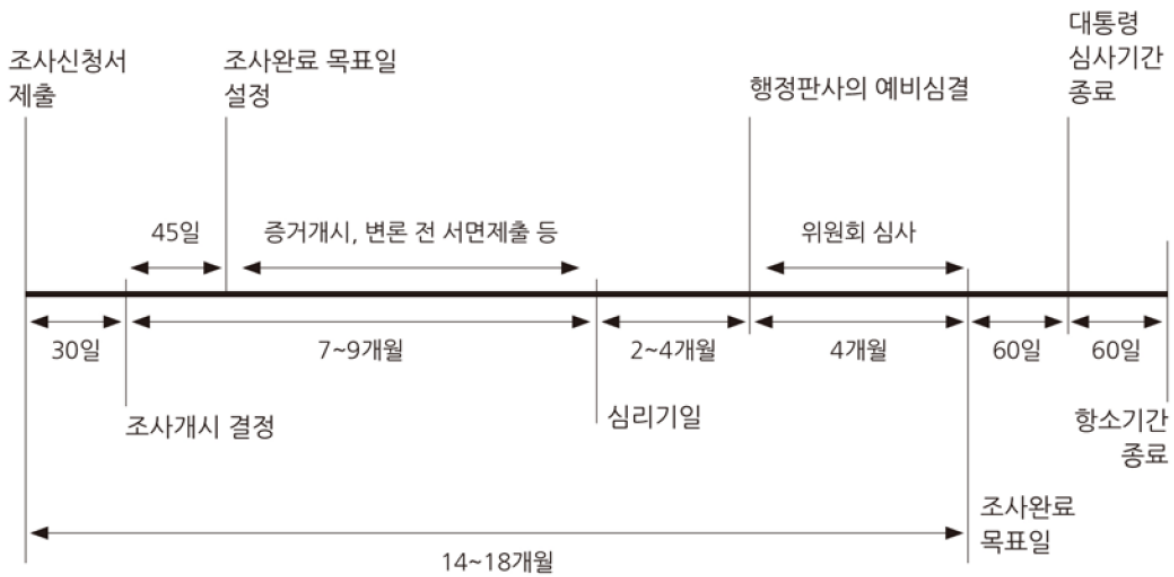 조사신청서
제출
조사완료 목표일
설정
행정판사의 예비심결
대통령
심사기간
종료
45일
증거개시, 변론 전 서면제출 등
위원회 심사
30일
7~9개월
2~4개월
4개월
60일
60일
조사개시 결정
심리기일
항소기간
종료
조사완료
목표일
14~18개월